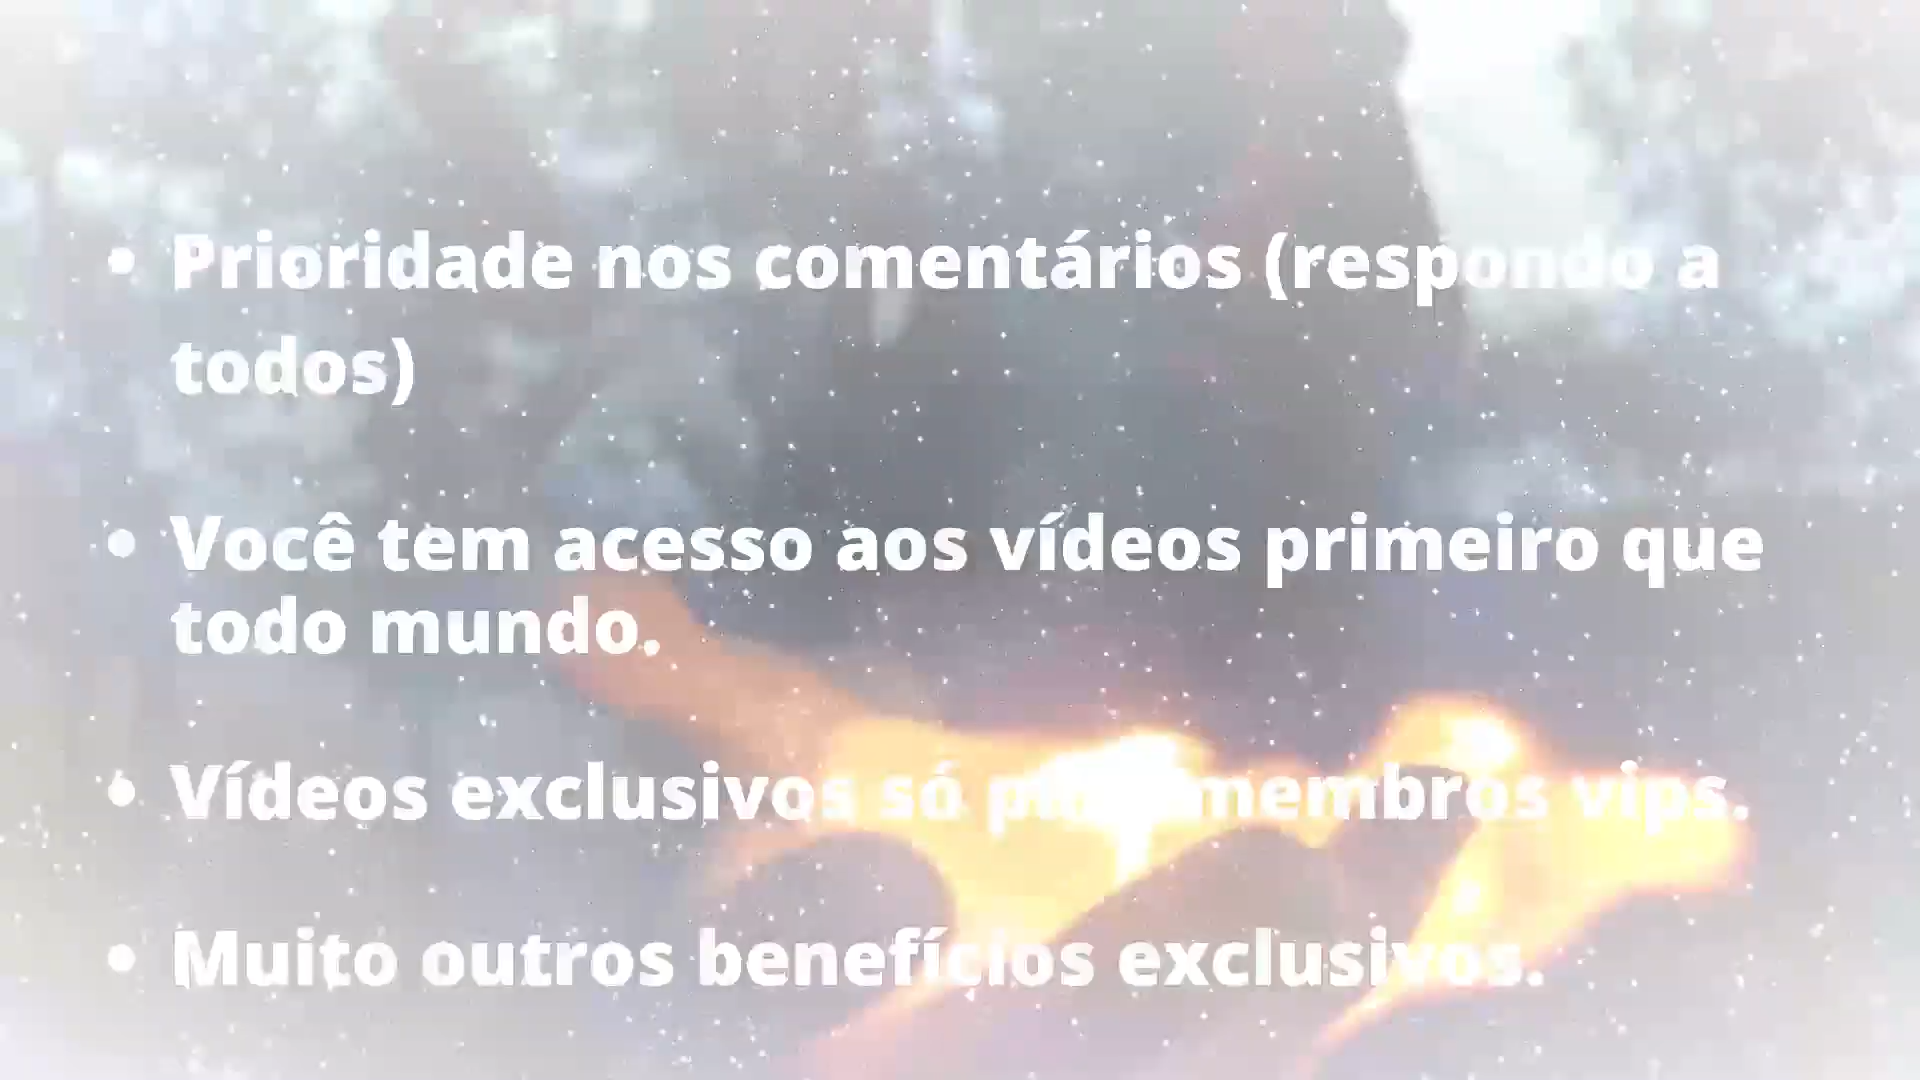 • Prioridade nos comentários (respondo a
todos)
• Você tem acesso aos vídeos primeiro que
todo mundo.
• Vídeos exclusivos só membros vips.
• Muito outros benefícios exclusivos.